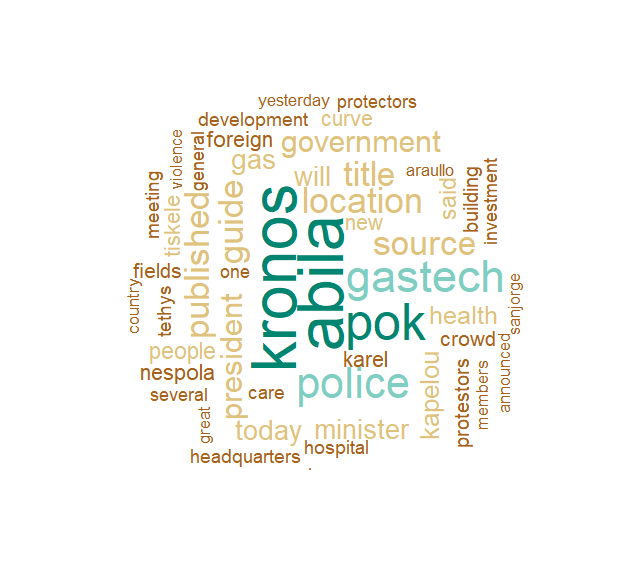 yesterday
protectors
development
curve
foreign
government
violence
general
gas
will
title
araullo
meeting
tiskele
published
guide
kronos
abila
location
new
said
building
investment
source
fields
one
gastech
country
tethys
president
pok
health
sanjorge
people
karel
crowd
announced
nespola
police
kapelou
protestors
members
several
care
great
today
minister
hospital
headquarters
.